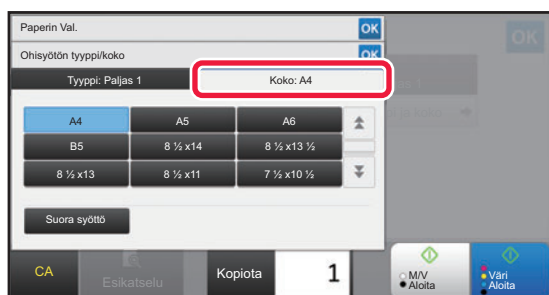 Paperin Val. OK
OK
Ohisyötön tyyppi/koko OK
Tyyppi: Paljas 1 Koko: A4
A4 A5 A6
B5 8 ½ x14 8 ½ x13 ½
8 ½ x13 8 ½ x11 7 ½ x10 ½
Suora syöttö
CA Esikatselu Kopiota 1
M/V Aloita
Väri Aloita